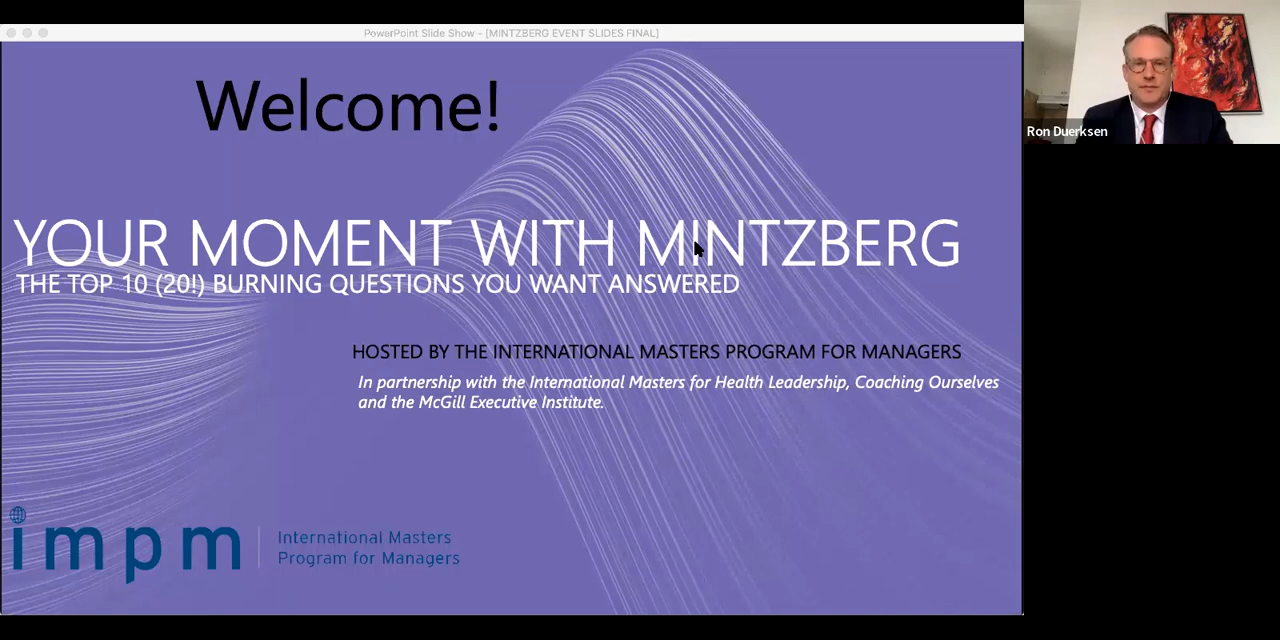 PowerPoint Slide Show - [MINTZBERG EVENT SLIDES FINAL]
Welcome!
YOUR MOMENT WITH MINTZBERG
THE TOP 10 (20!) BURNING QUESTIONS YOU WANT ANSWERED
HOSTED BY THE INTERNATIONAL MASTERS PROGRAM FOR MANAGERS
In partnership with the International Masters for Health Leadership, Coaching Ourselves
and the McGill Executive Institute.
impm
International Masters
Program for Managers
Ron Duerksen